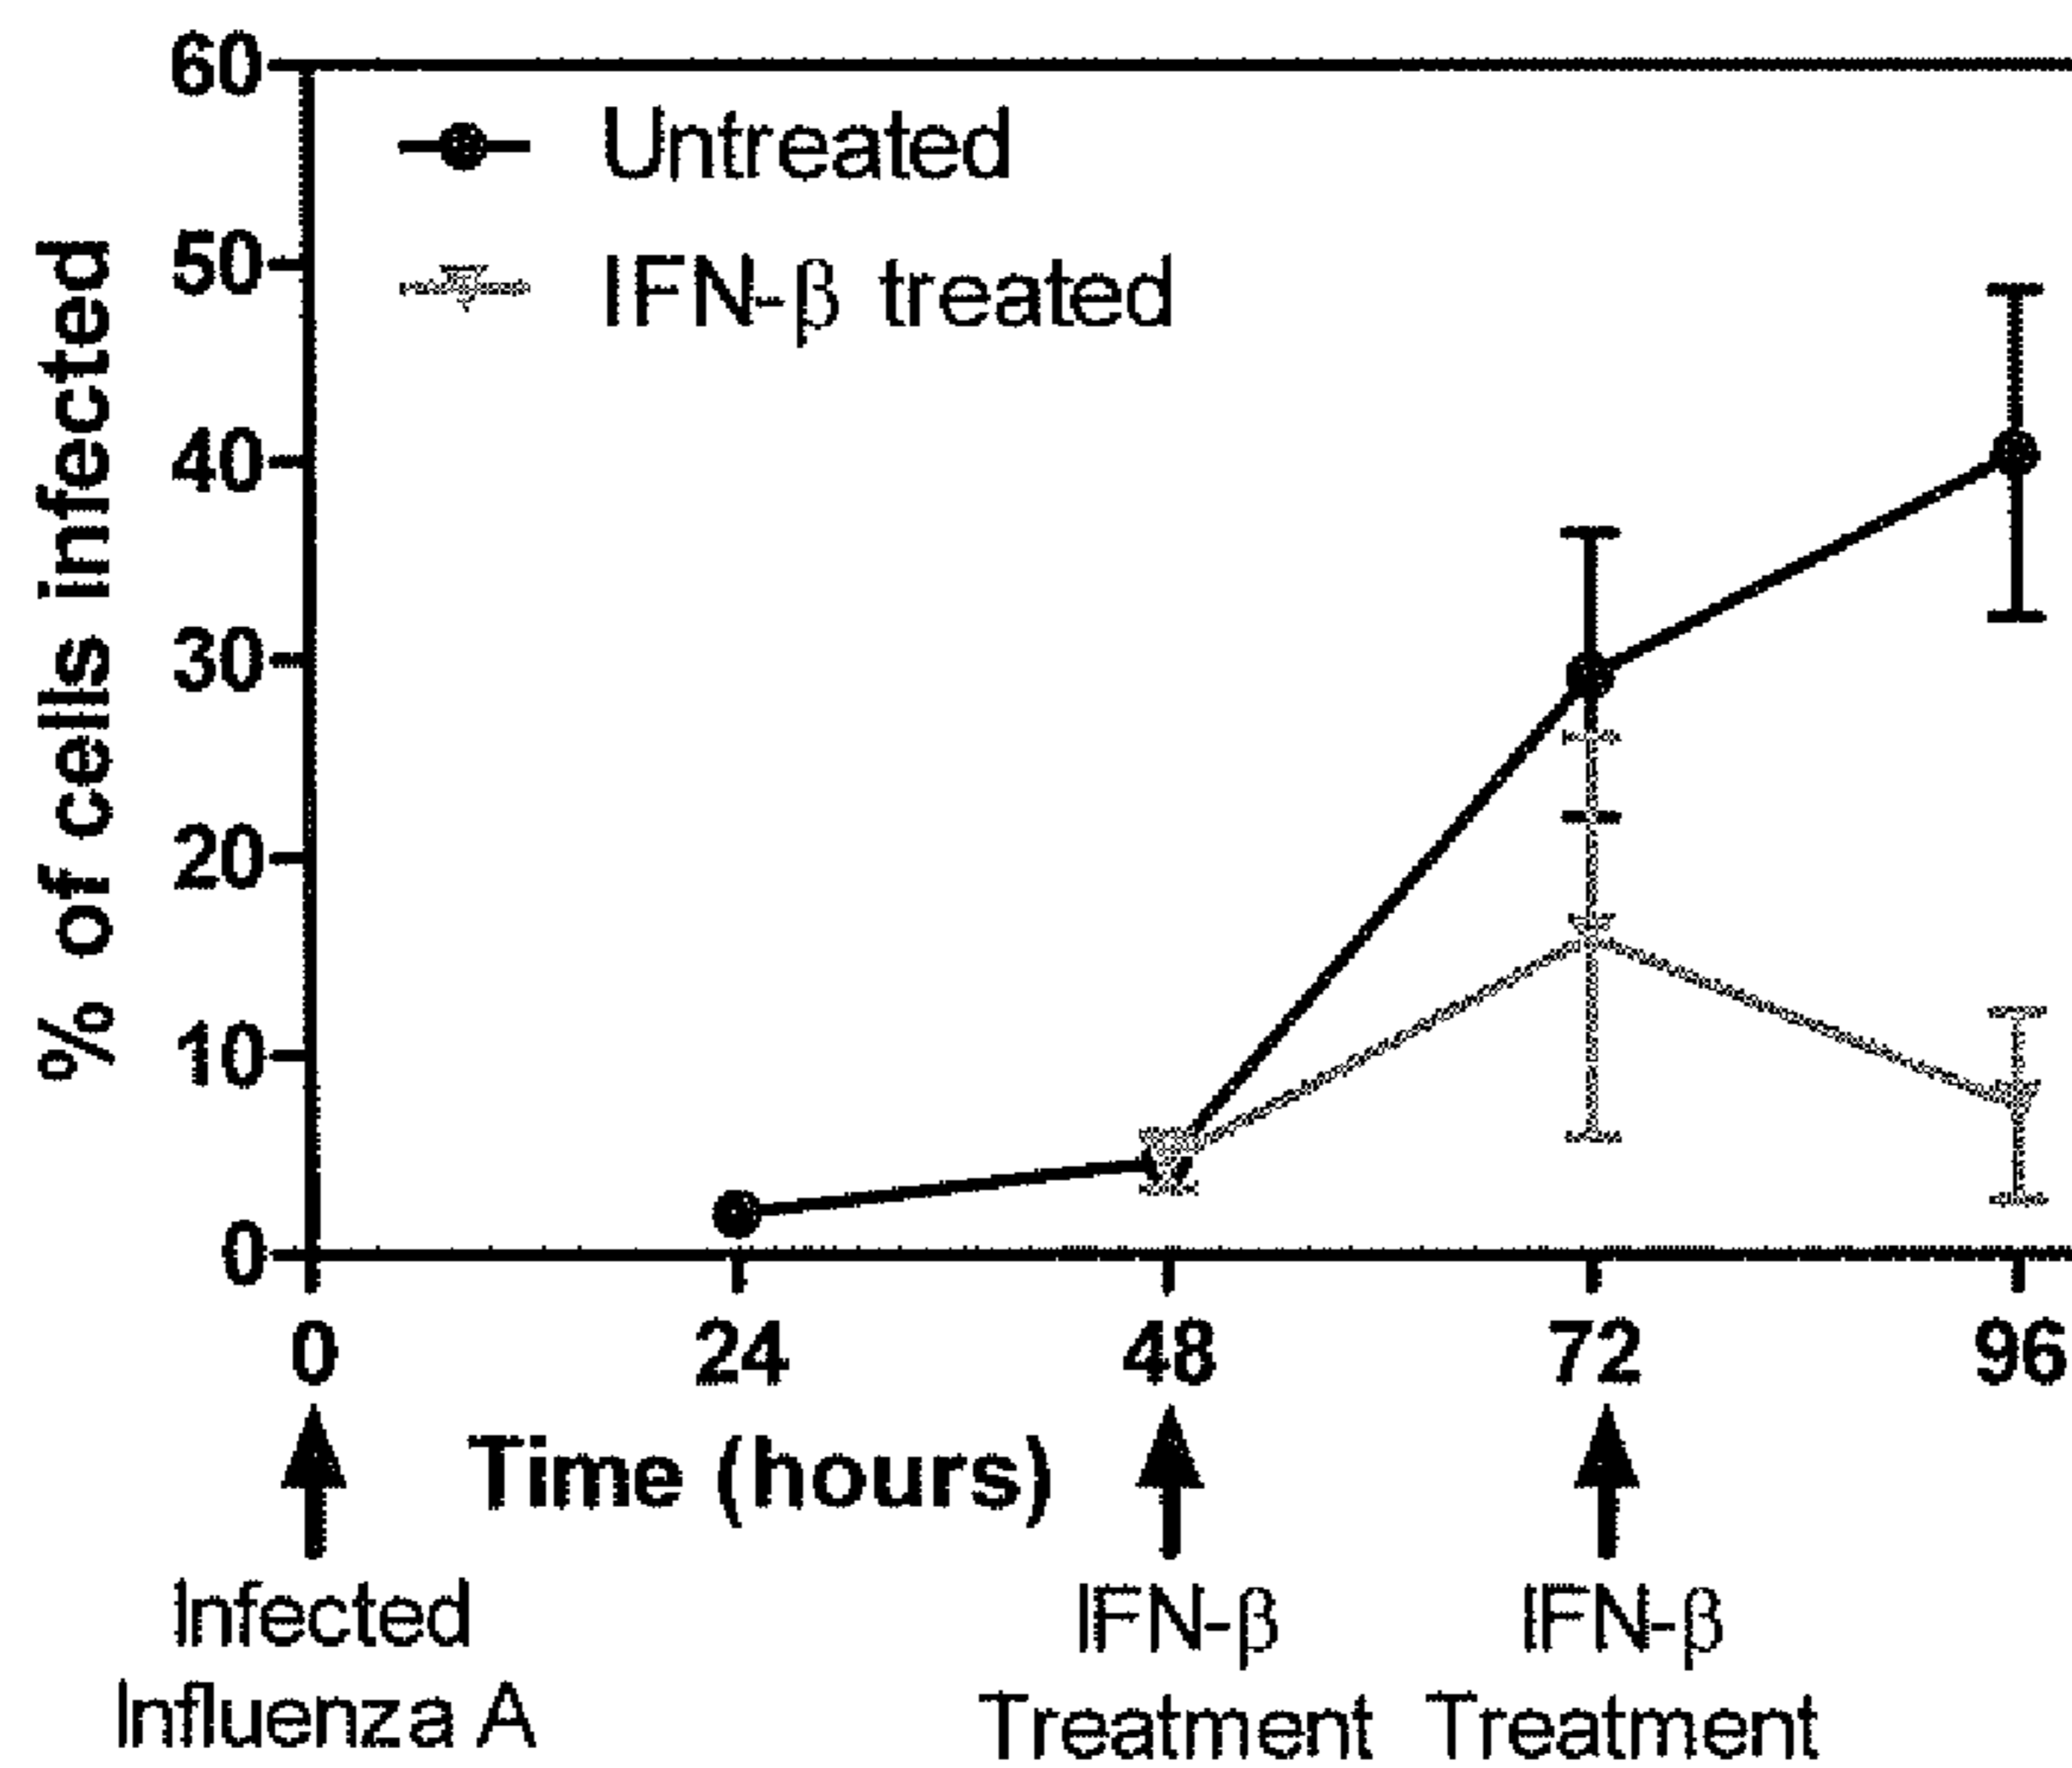 60
Untreated
50
IFN-β treated
40
30
20
10
0
% of cells infected
0 24 48 72 96
Time (hours)
Infected
Influenza A
IFN-β
Treatment
IFN-β
Treatment